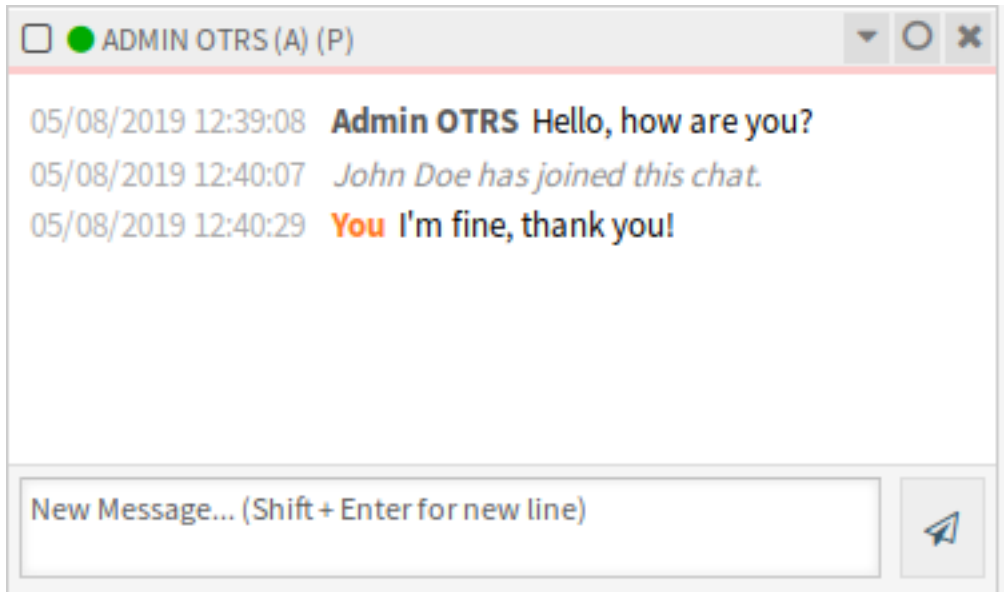 ADMIN OTRS (A) (P)
05/08/2019 12:39:08 Admin OTRS Hello, how are you?
05/08/2019 12:40:07 John Doe has joined this chat.
05/08/2019 12:40:29 You I'm fine, thank you!
New Message... (Shift + Enter for new line)